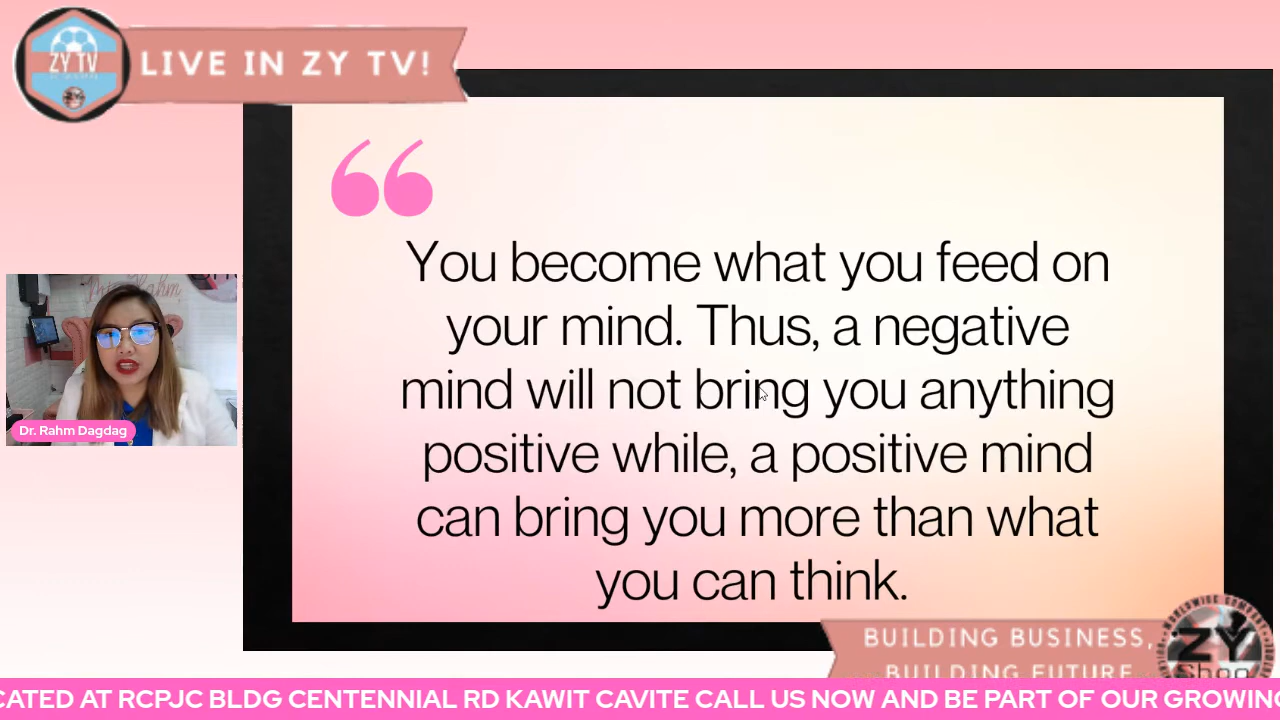 ZY TV
LIVE IN ZY TV!
You become what you feed on
your mind. Thus, a negative
mind will not bring you anything
positive while, a positive mind
can bring you more than what
you can think.
Dr. Rahm Dagdag
BUILDING BUSINESS,
BUILDING FUTURE
ZY
Shop
CATED AT RCPJC BLDG CENTENNIAL RD KAWIT CAVITE CALL US NOW AND BE PART OF OUR GROWING